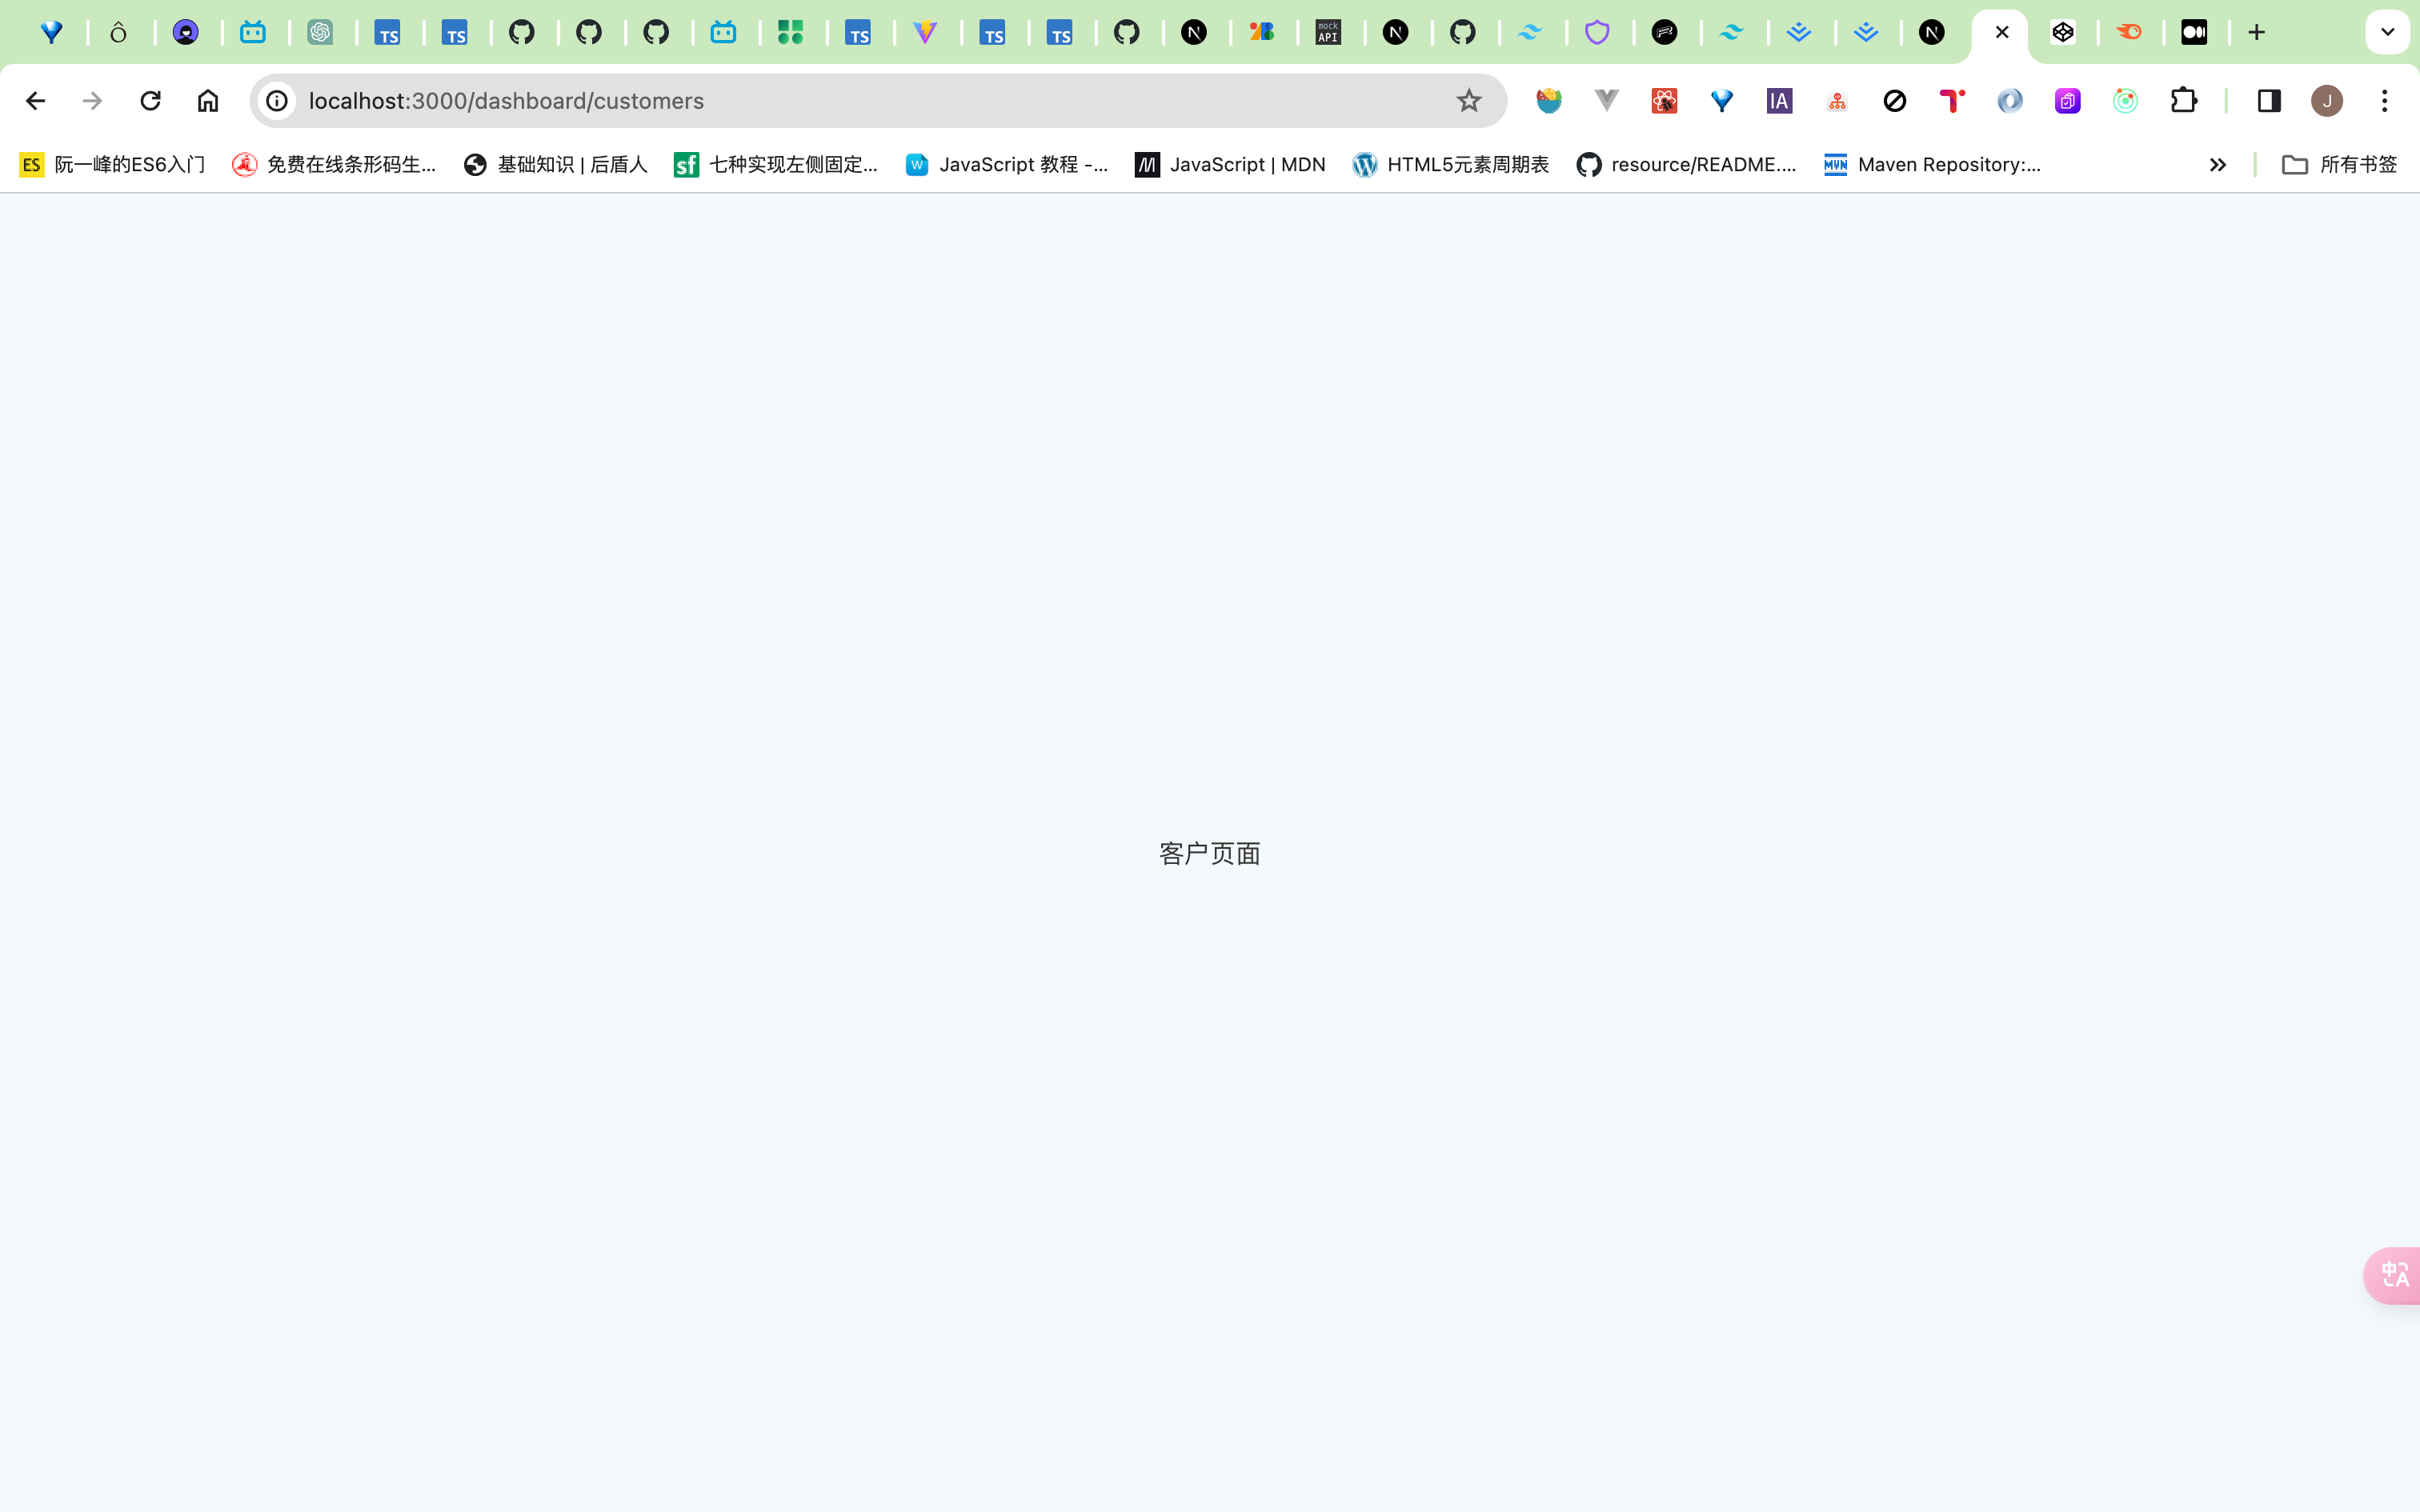 localhost:3000/dashboard/customers
阮一峰的ES6入门 免费在线条形码生... 基础知识 | 后盾人 七种实现左侧固定... JavaScript 教程 -... JavaScript | MDN HTML5元素周期表 resource/README.... Maven Repository:... 所有书签
客户页面